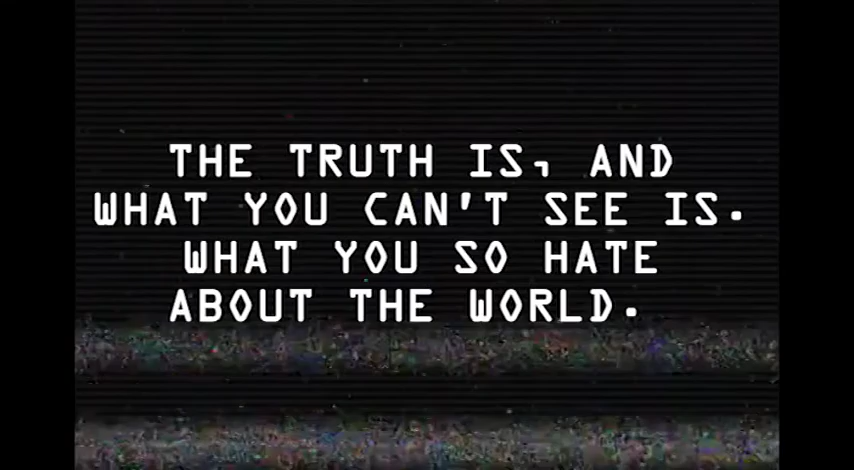 THE TRUTH IS, AND
WHAT YOU CAN'T SEE IS.
WHAT YOU SO HATE
ABOUT THE WORLD.